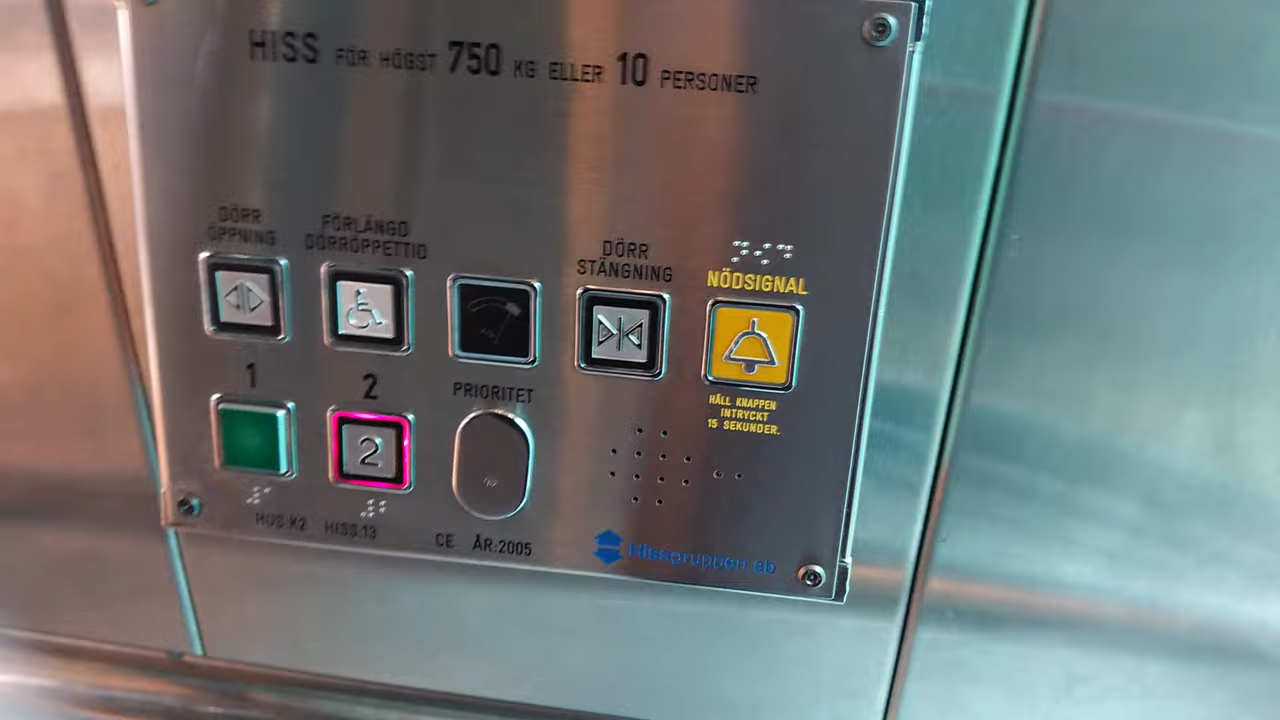 HISS FÖR HÖGST 750 KG ELLER 10 PERSONER
DÖRR
ÖPPNING
FÖRLÄNGD
DÖRRÖPPETTID
DÖRR
STÄNGNING
NÖDSIGNAL
1
2
2
PRIORITET
HÅLL KNAPPEN
INTRYCKT
15 SEKUNDER.
HUS:K2 HISS:13
CE ÅR:2005
Hissgruppen ab